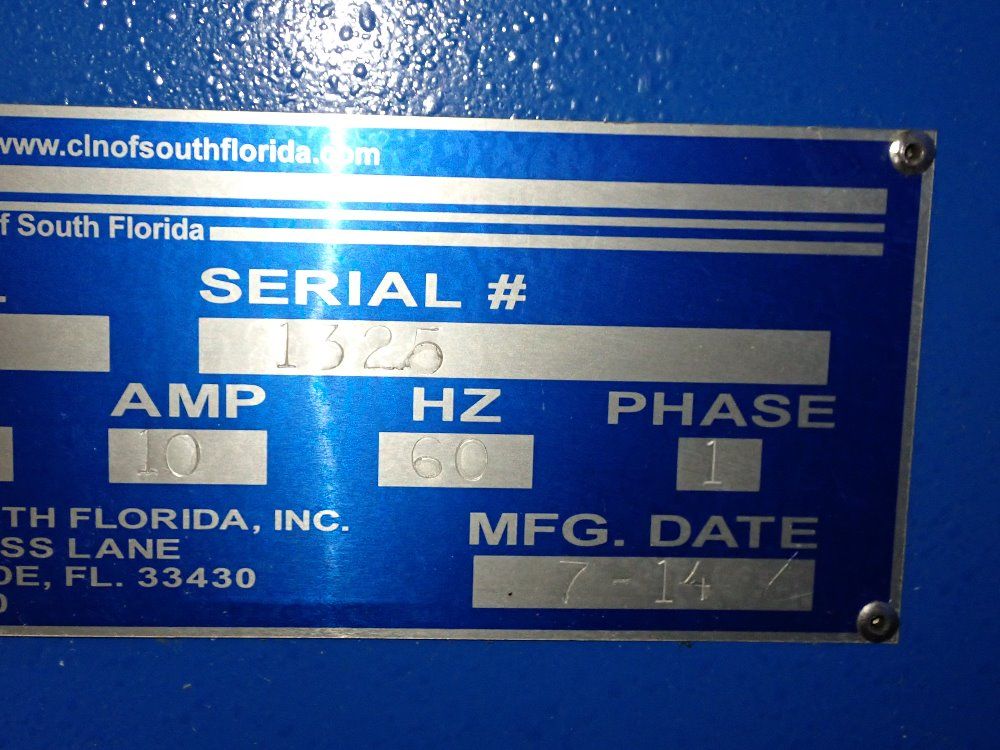 www.clnofsouthflorida.com
f South Florida
SERIAL #
1325
AMP HZ PHASE
10 60 1
TH FLORIDA, INC.
SS LANE
DE, FL. 33430
0
MFG. DATE
7-14 /